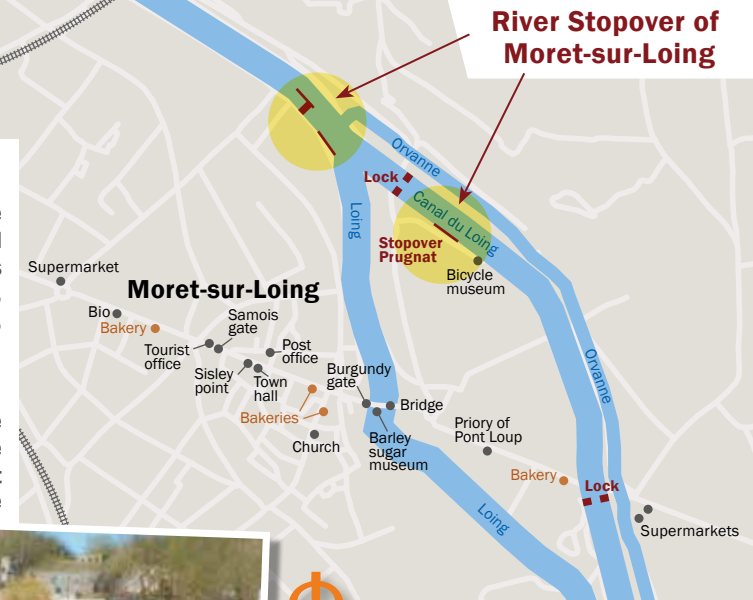 River Stopover of
Moret-sur-Loing
Orvanne
Lock
Canal du Loing
Loing
Stopover
Prugnat
Bicycle
museum
Supermarket
Moret-sur-Loing
Bio
Bakery
Samois
gate
Tourist
office
Post
office
Sisley
point
Town
hall
Burgundy
gate
Orvanne
Bakeries
Bridge
Church
Barley
sugar
museum
Priory of
Pont Loup
Bakery
Lock
Loing
Supermarkets